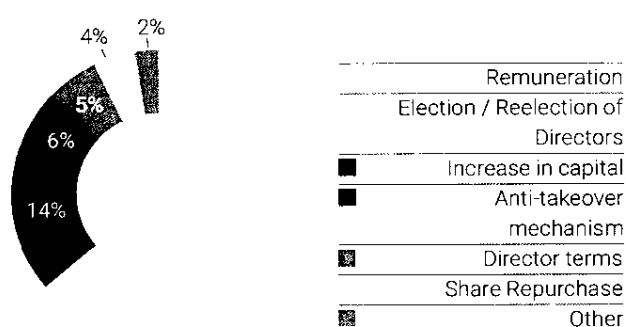 4%
2%
5%
6%
14%
Remuneration
Election / Reelection of
Directors
Increase in capital
Anti-takeover
mechanism
Director terms
Share Repurchase
Other